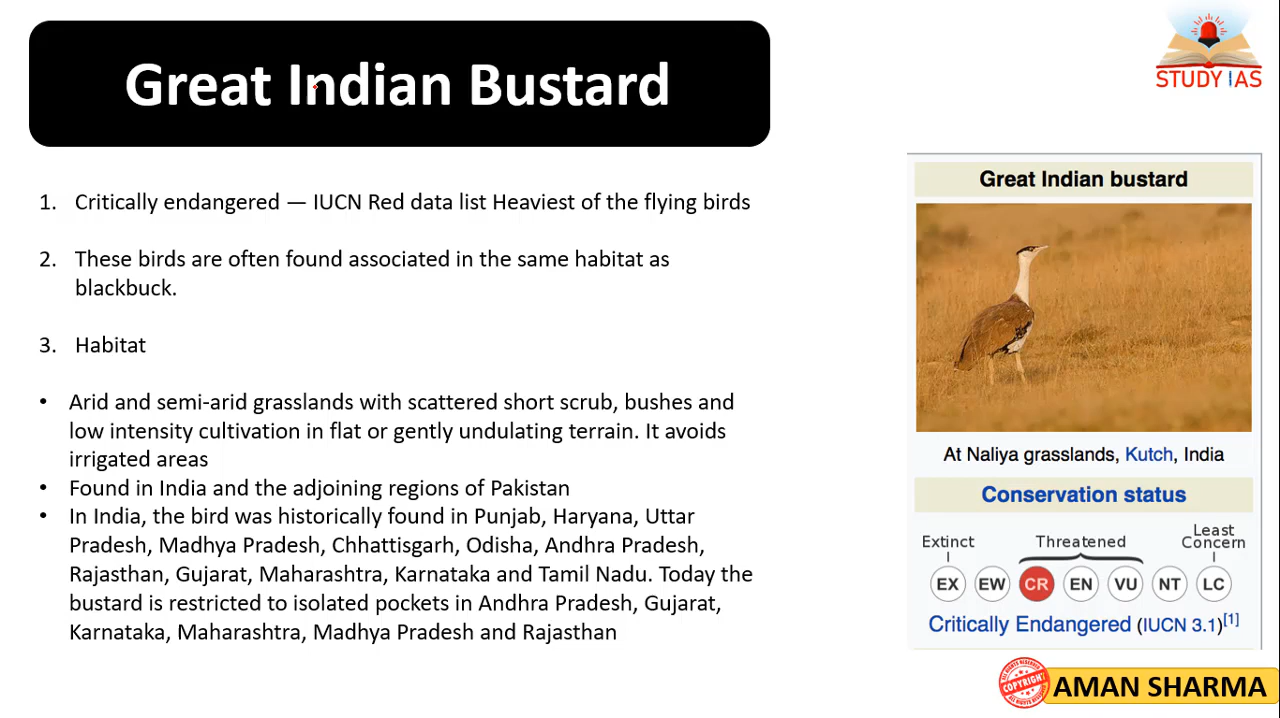 Great Indian Bustard
STUDY IAS
1. Critically endangered — IUCN Red data list Heaviest of the flying birds
2. These birds are often found associated in the same habitat as
blackbuck.
3. Habitat
• Arid and semi-arid grasslands with scattered short scrub, bushes and
low intensity cultivation in flat or gently undulating terrain. It avoids
irrigated areas
• Found in India and the adjoining regions of Pakistan
• In India, the bird was historically found in Punjab, Haryana, Uttar
Pradesh, Madhya Pradesh, Chhattisgarh, Odisha, Andhra Pradesh,
Rajasthan, Gujarat, Maharashtra, Karnataka and Tamil Nadu. Today the
bustard is restricted to isolated pockets in Andhra Pradesh, Gujarat,
Karnataka, Maharashtra, Madhya Pradesh and Rajasthan
Great Indian bustard
At Naliya grasslands, Kutch, India
Conservation status
Extinct Threatened Least
Concern
EX EW CR EN VU NT LC
Critically Endangered (IUCN 3.1)[1]
COPYRIGHT
AMAN SHARMA